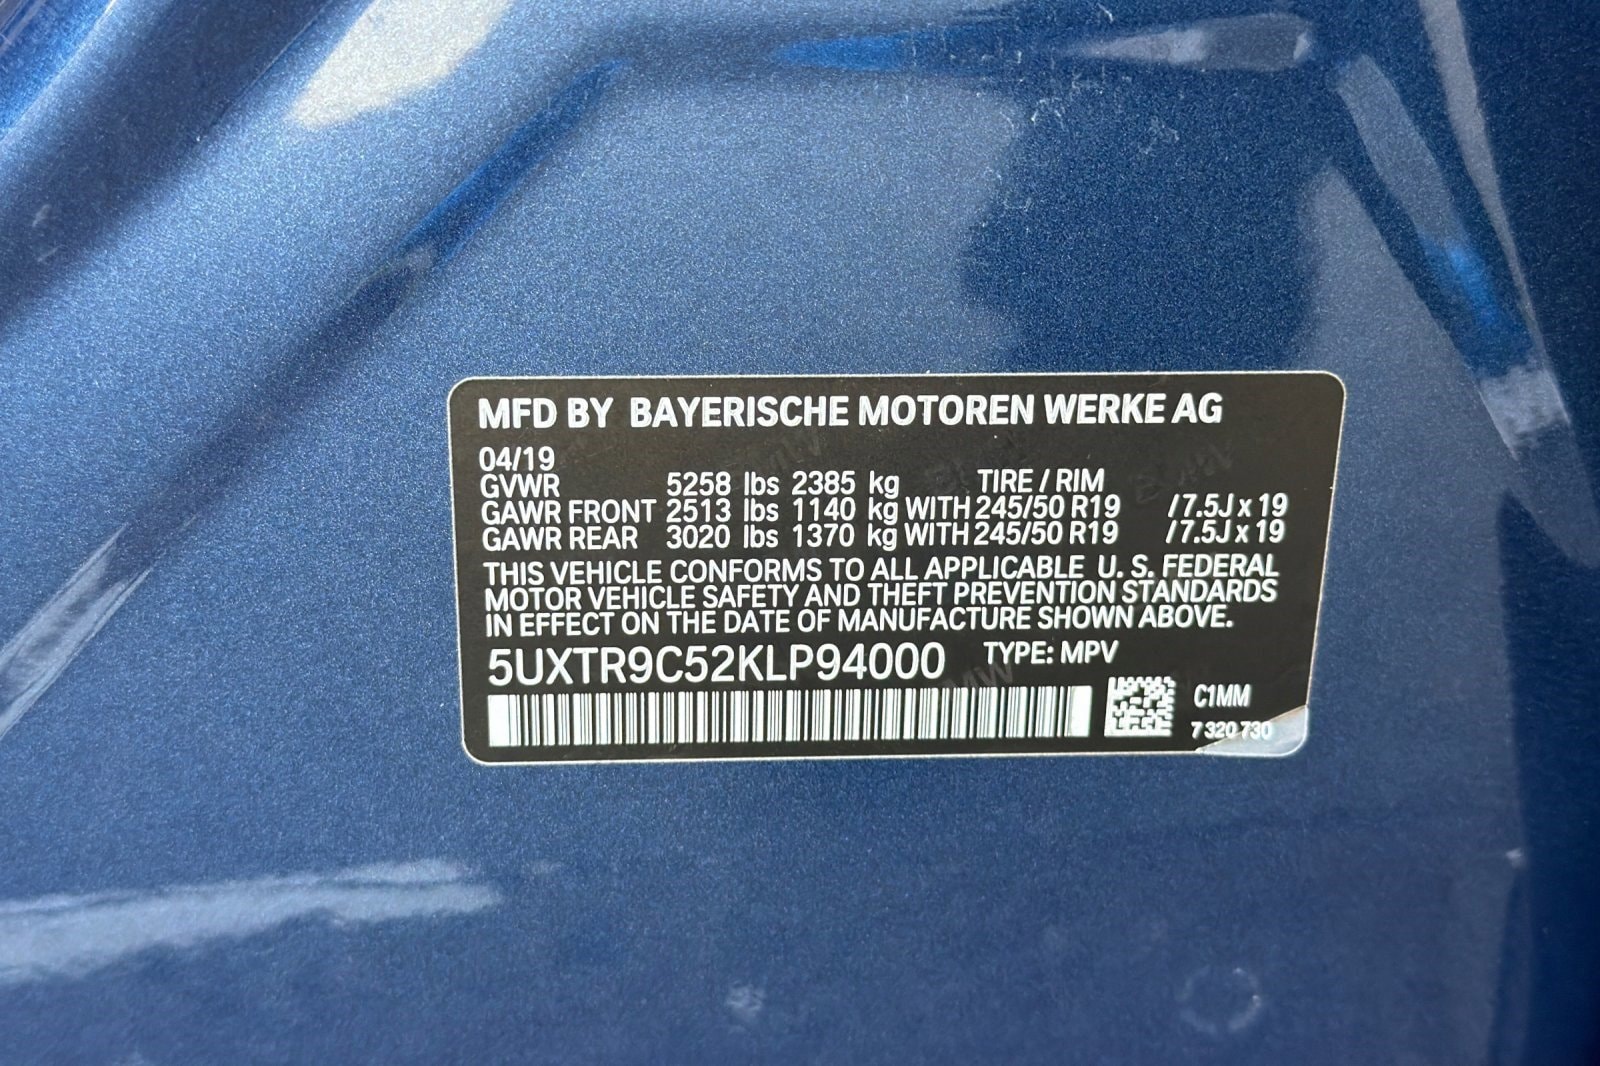 MFD BY BAYERISCHE MOTOREN WERKE AG
04/19
GVWR 5258 lbs 2385 kg TIRE / RIM
GAWR FRONT 2513 lbs 1140 kg WITH 245/50 R19 / 7.5J x 19
GAWR REAR 3020 lbs 1370 kg WITH 245/50 R19 / 7.5J x 19
THIS VEHICLE CONFORMS TO ALL APPLICABLE U. S. FEDERAL
MOTOR VEHICLE SAFETY AND THEFT PREVENTION STANDARDS
IN EFFECT ON THE DATE OF MANUFACTURE SHOWN ABOVE.
5UXTR9C52KLP94000 TYPE: MPV
C1MM
7 320 730